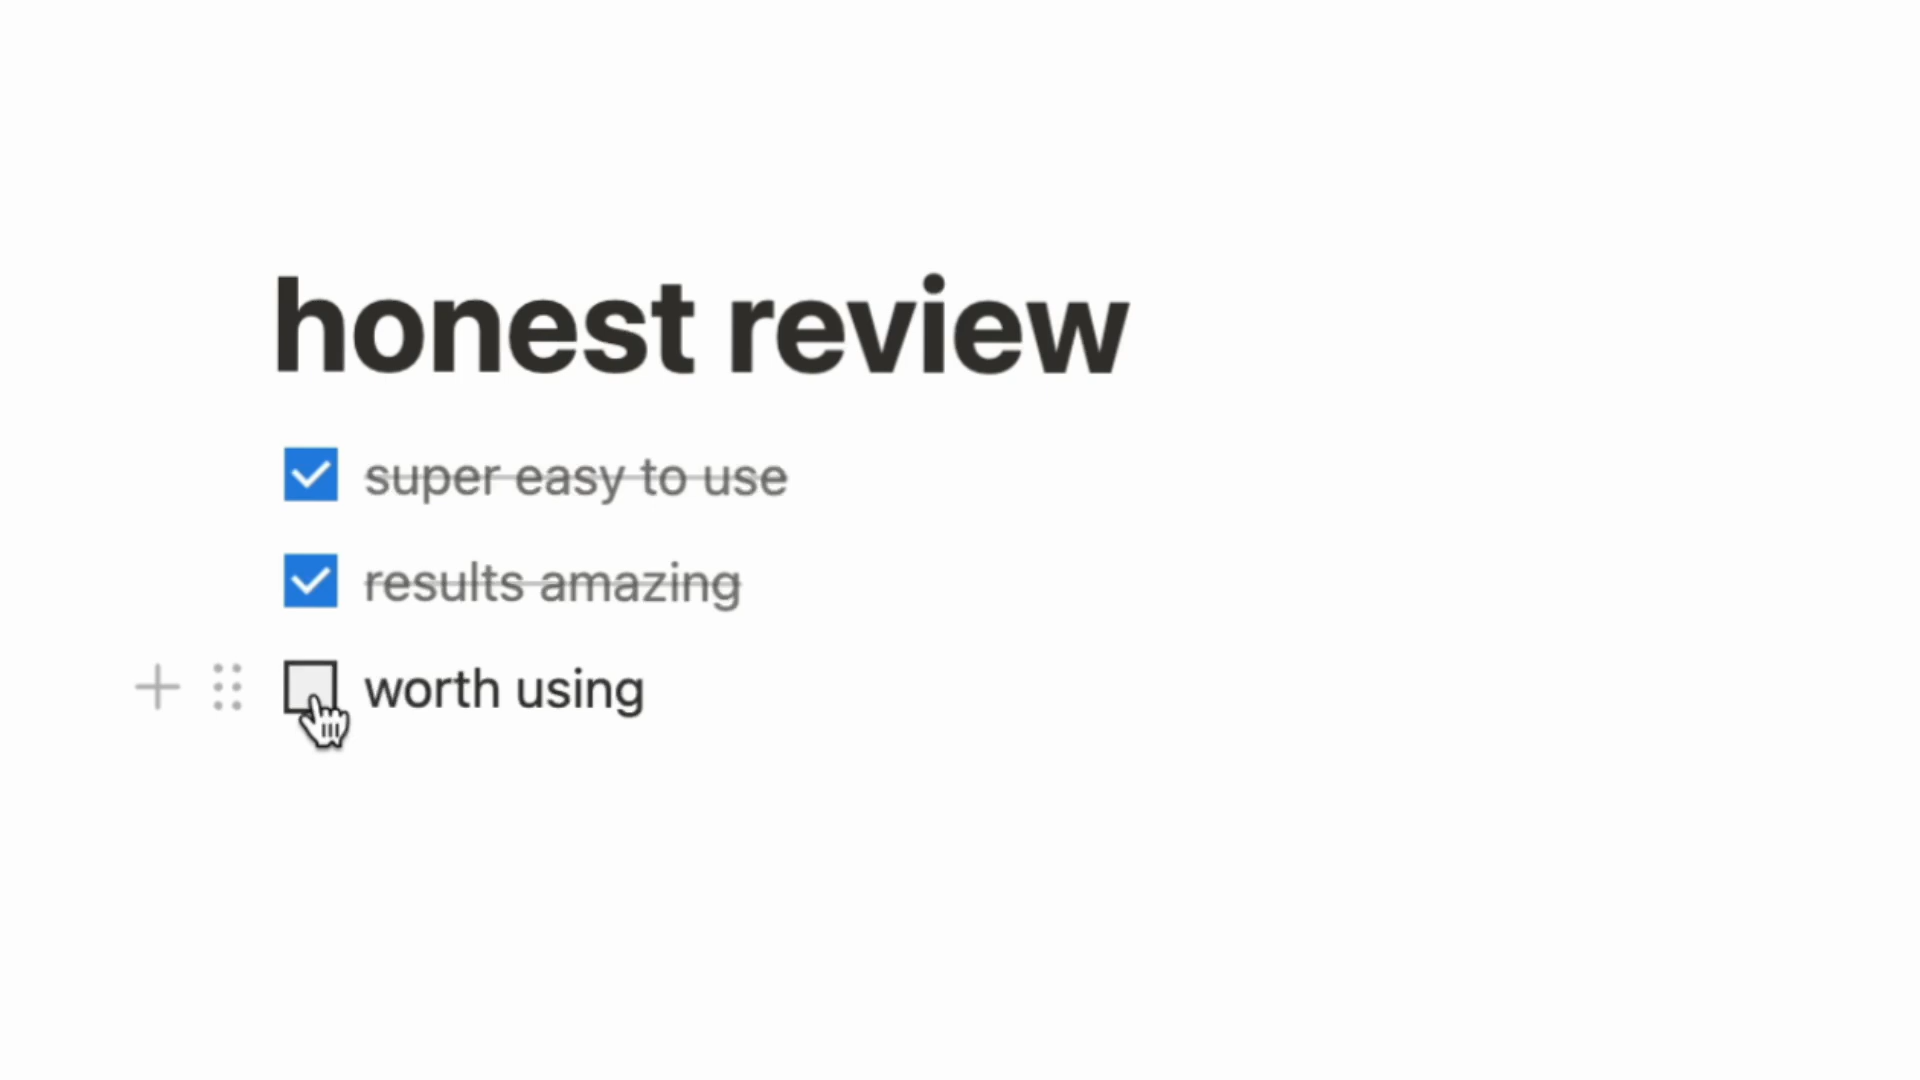 honest review
super easy to use
results amazing
worth using